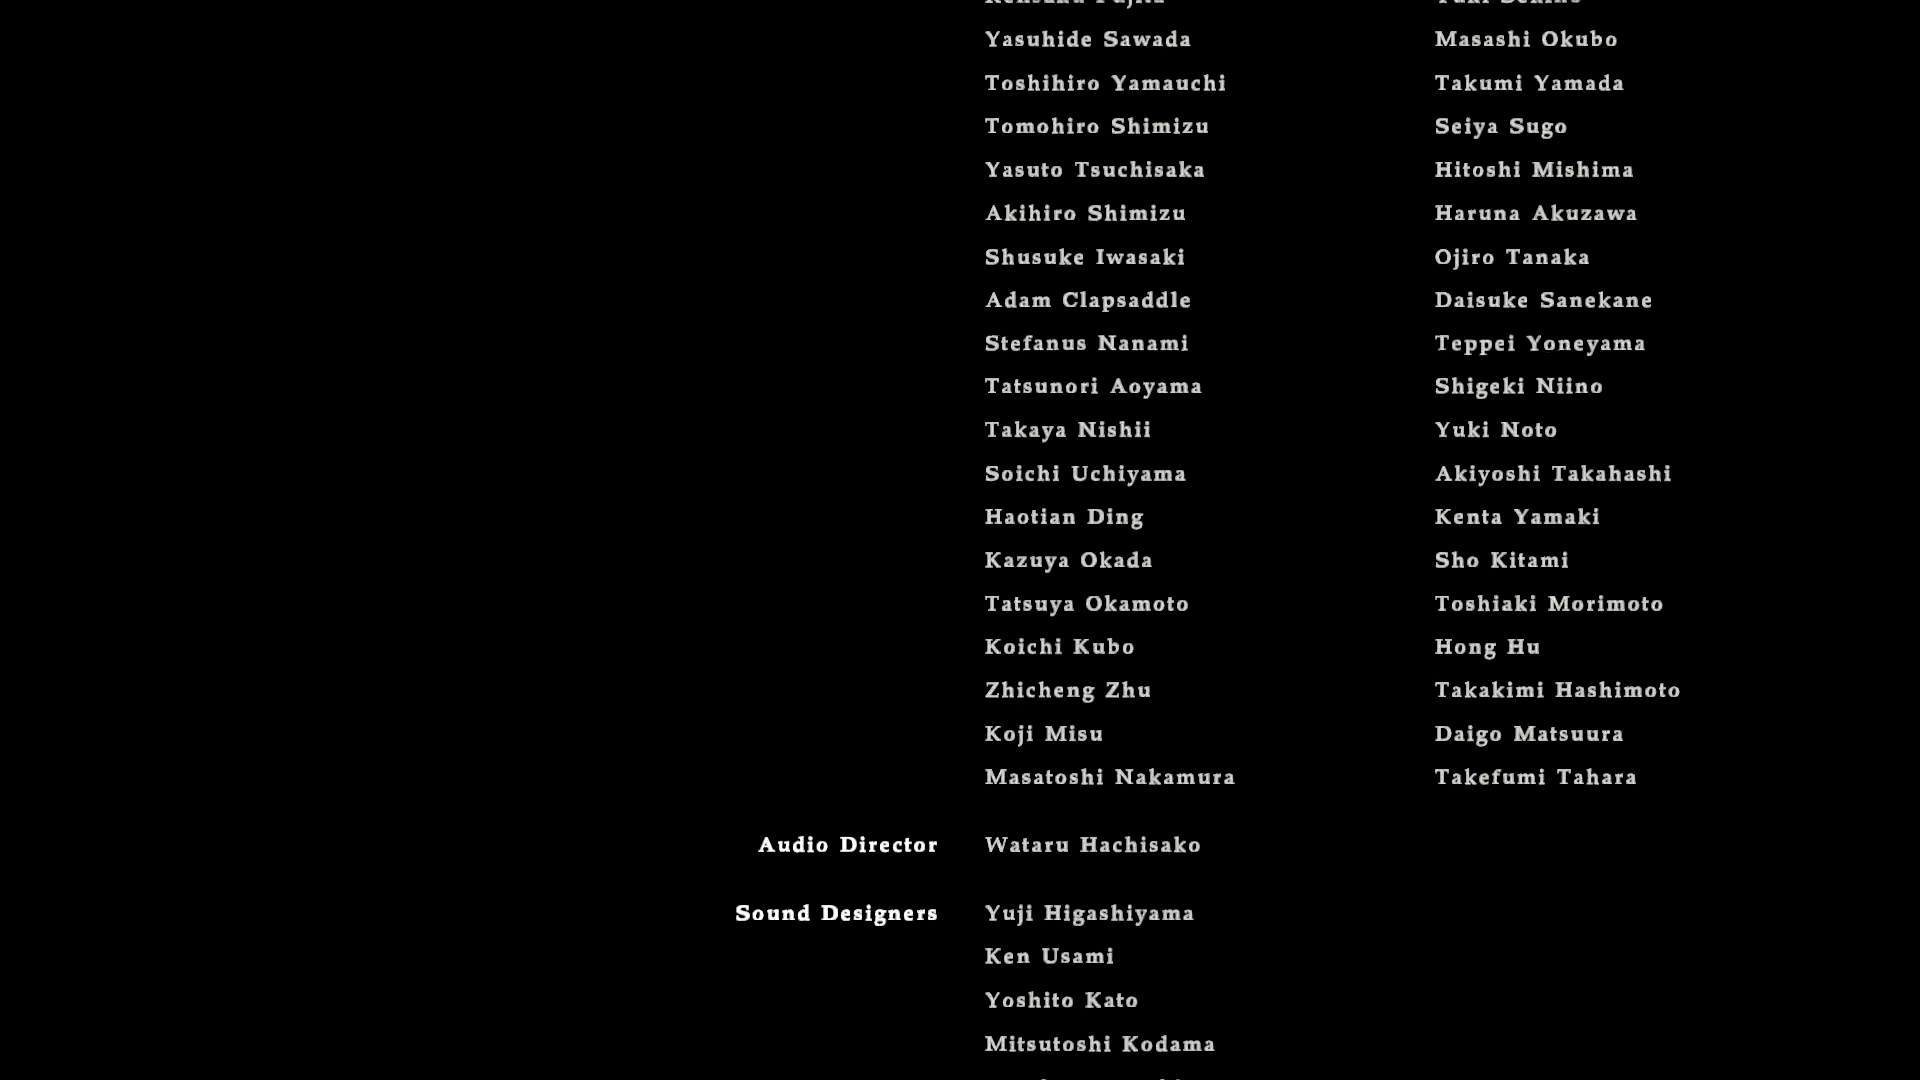 Yasuhide Sawada Masashi Okubo
Toshihiro Yamauchi Takumi Yamada
Tomohiro Shimizu Seiya Sugo
Yasuto Tsuchisaka Hitoshi Mishima
Akihiro Shimizu Haruna Akuzawa
Shusuke Iwasaki Ojiro Tanaka
Adam Clapsaddle Daisuke Sanekane
Stefanus Nanami Teppei Yoneyama
Tatsunori Aoyama Shigeki Niino
Takaya Nishii Yuki Noto
Soichi Uchiyama Akiyoshi Takahashi
Haotian Ding Kenta Yamaki
Kazuya Okada Sho Kitami
Tatsuya Okamoto Toshiaki Morimoto
Koichi Kubo Hong Hu
Zhicheng Zhu Takakimi Hashimoto
Koji Misu Daigo Matsuura
Masatoshi Nakamura Takefumi Tahara
Audio Director Wataru Hachisako
Sound Designers Yuji Higashiyama
Ken Usami
Yoshito Kato
Mitsutoshi Kodama